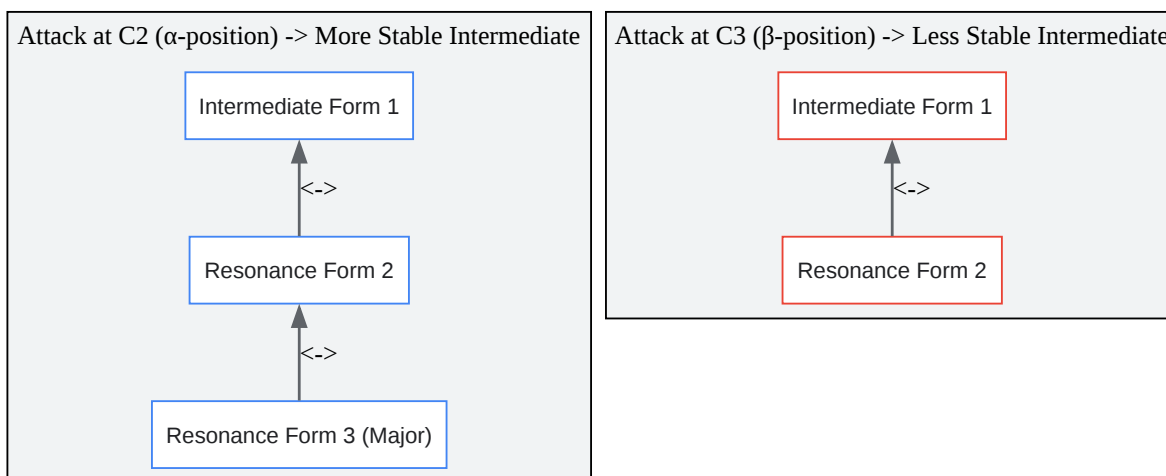 Attack at C2 (α-position) -> More Stable Intermediate
Intermediate Form 1
<->
Resonance Form 2
<->
Resonance Form 3 (Major)
Attack at C3 (β-position) -> Less Stable Intermediate
Intermediate Form 1
<->
Resonance Form 2